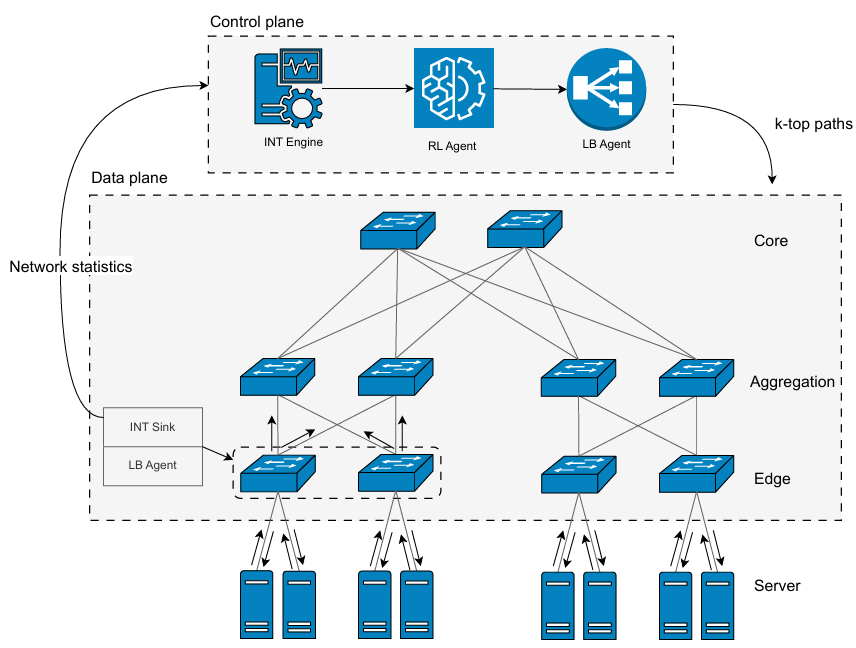 Control plane
INT Engine
RL Agent
LB Agent
k-top paths
Data plane
Core
Network statistics
Aggregation
INT Sink
LB Agent
Edge
Server